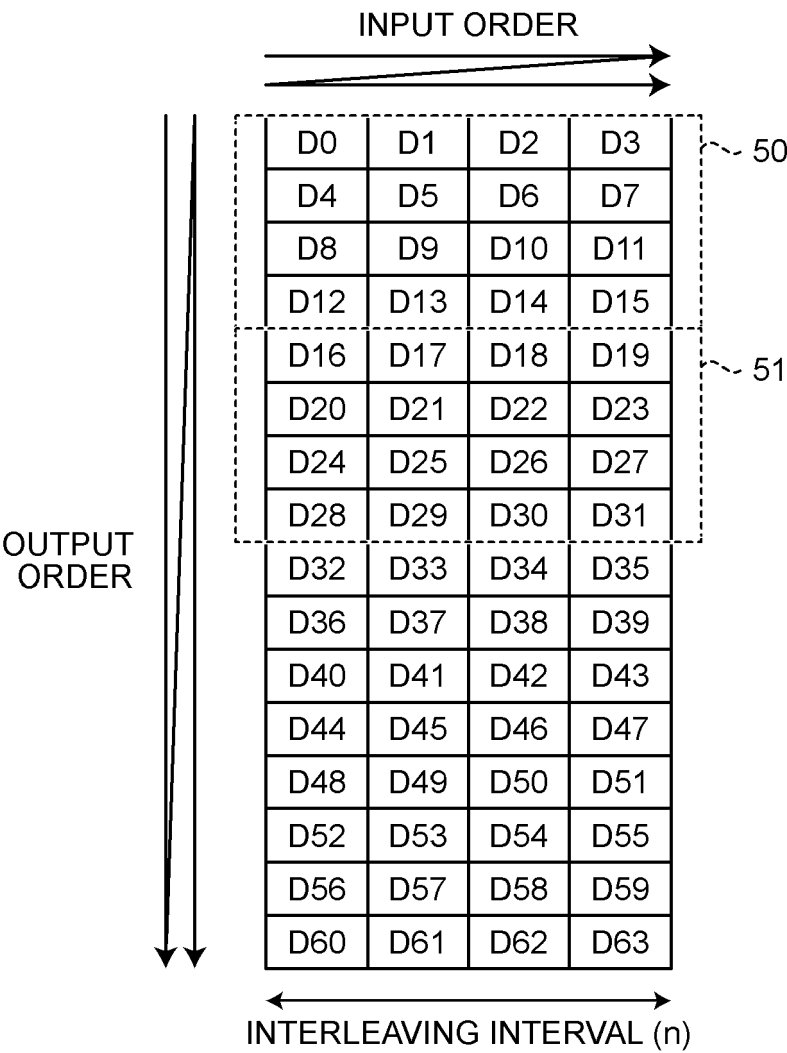 INPUT ORDER
D0 D1 D2 D3 50
D4 D5 D6 D7
D8 D9 D10 D11
D12 D13 D14 D15
D16 D17 D18 D19 51
D20 D21 D22 D23
D24 D25 D26 D27
D28 D29 D30 D31
OUTPUT
ORDER
D32 D33 D34 D35
D36 D37 D38 D39
D40 D41 D42 D43
D44 D45 D46 D47
D48 D49 D50 D51
D52 D53 D54 D55
D56 D57 D58 D59
D60 D61 D62 D63
INTERLEAVING INTERVAL (n)